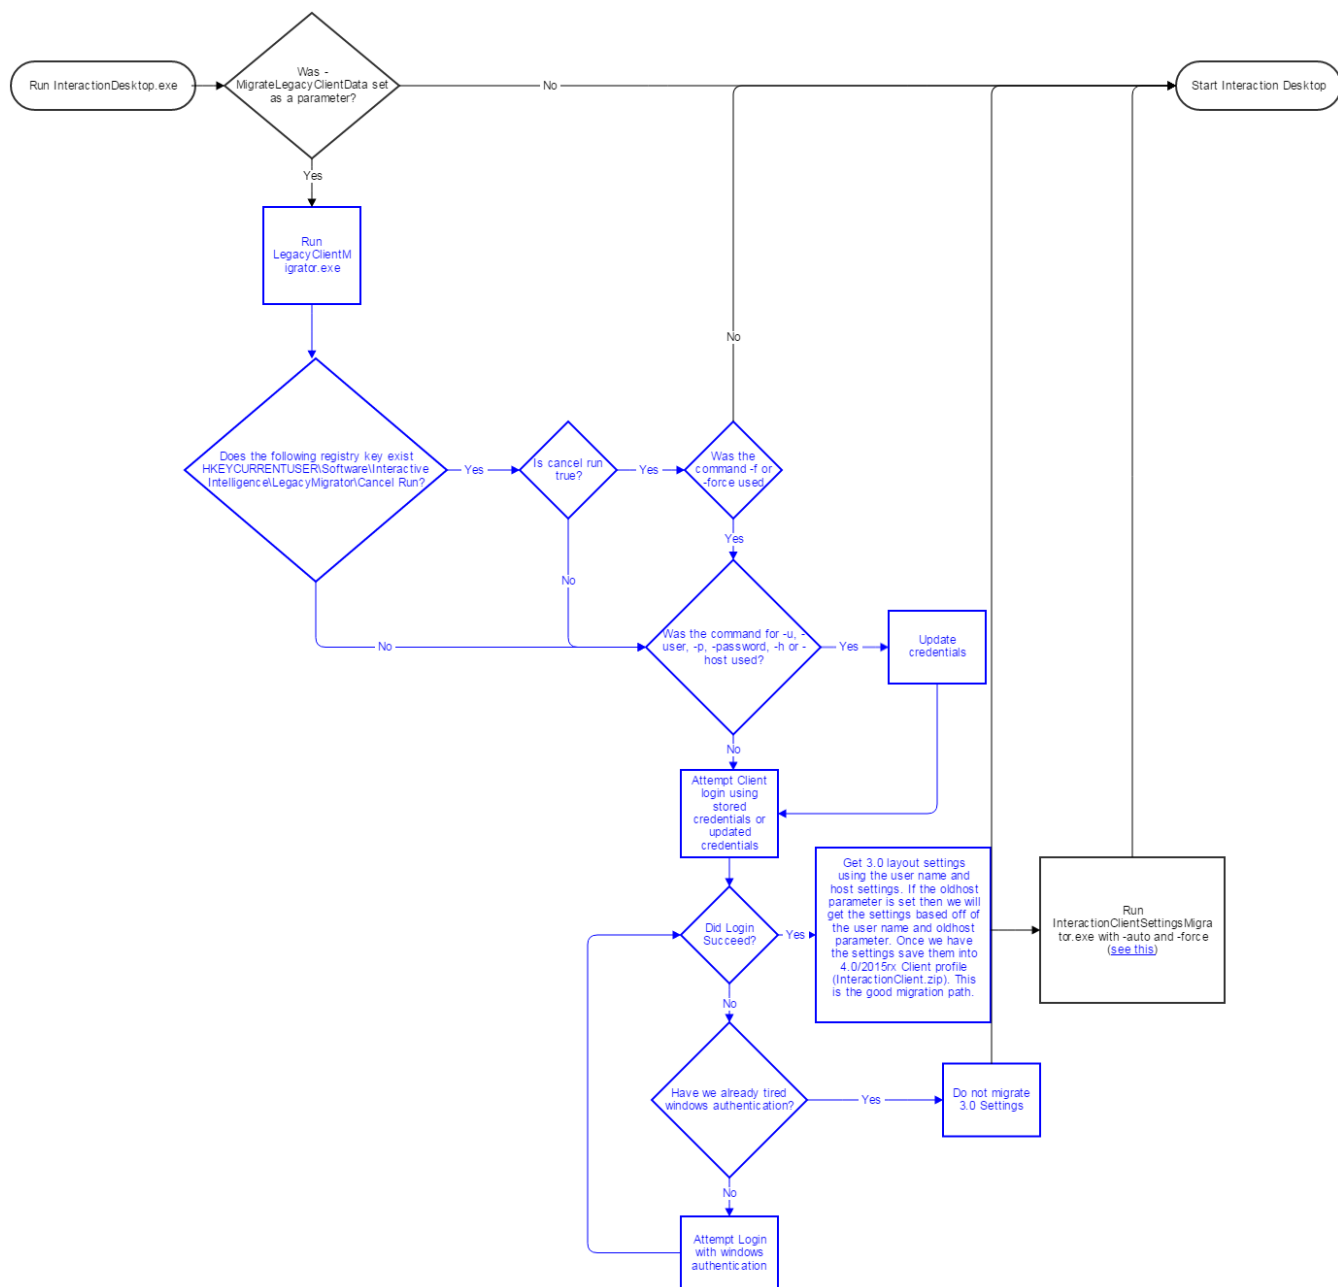 Run InteractionDesktop.exe
Was -
MigrateLegacyClientData set
as a parameter?
No
Start Interaction Desktop
Yes
Run
LegacyClientM
igrator.exe
No
Does the following registry key exist
HKEYCURRENTUSER\Software\Interactive
Intelligence\LegacyMigrator\Cancel Run?
Yes
Is cancel run
true?
Yes
Was the
command -f or
-force used
Yes
No
No
Was the command for -u, -
user, -p, -password, -h or -
host used?
Yes
Update
credentials
No
Attempt Client
login using
stored
credentials or
updated
credentials
Did Login
Succeed?
Yes
Get 3.0 layout settings
using the user name and
host settings. If the oldhost
parameter is set then we will
get the settings based off of
the user name and oldhost
parameter. Once we have
the settings save them into
4.0/2015rx Client profile
(InteractionClient.zip). This
is the good migration path.
Run
InteractionClientSettingsMigra
tor.exe with -auto and -force
(see this)
No
Have we already tired
windows authentication?
Yes
Do not migrate
3.0 Settings
No
Attempt Login
with windows
authentication